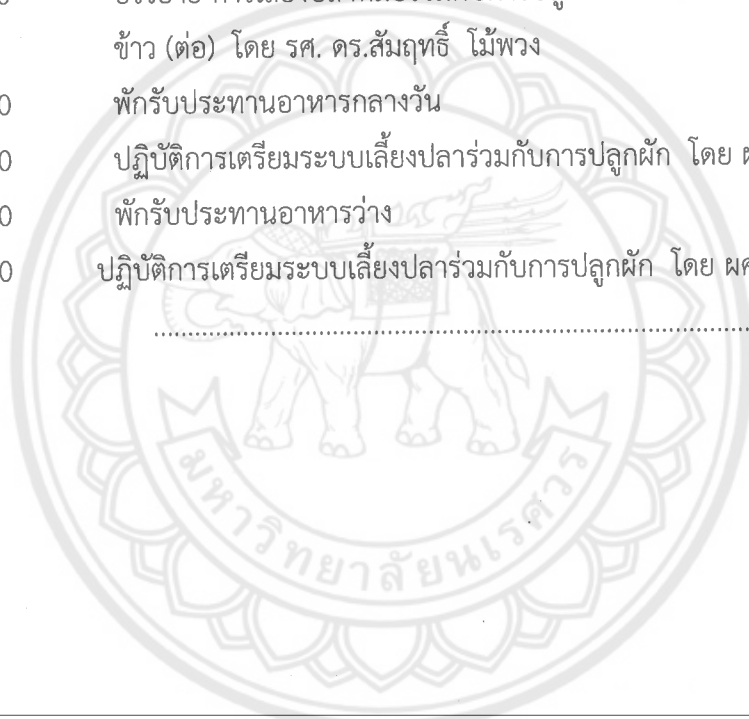 ข้าว (ต่อ) โดย รศ. ดร.สัมฤทธิ์ โม้พวง
0 พักรับประทานอาหารกลางวัน
0 ปฏิบัติการเตรียมระบบเลี้ยงปลาร่วมกับการปลูกผัก โดย
0 พักรับประทานอาหารว่าง
0 ปฏิบัติการเตรียมระบบเลี้ยงปลาร่วมกับการปลูกผัก โดย ผศ
................................................................................
มหาวิทยาลัยนเรศวร